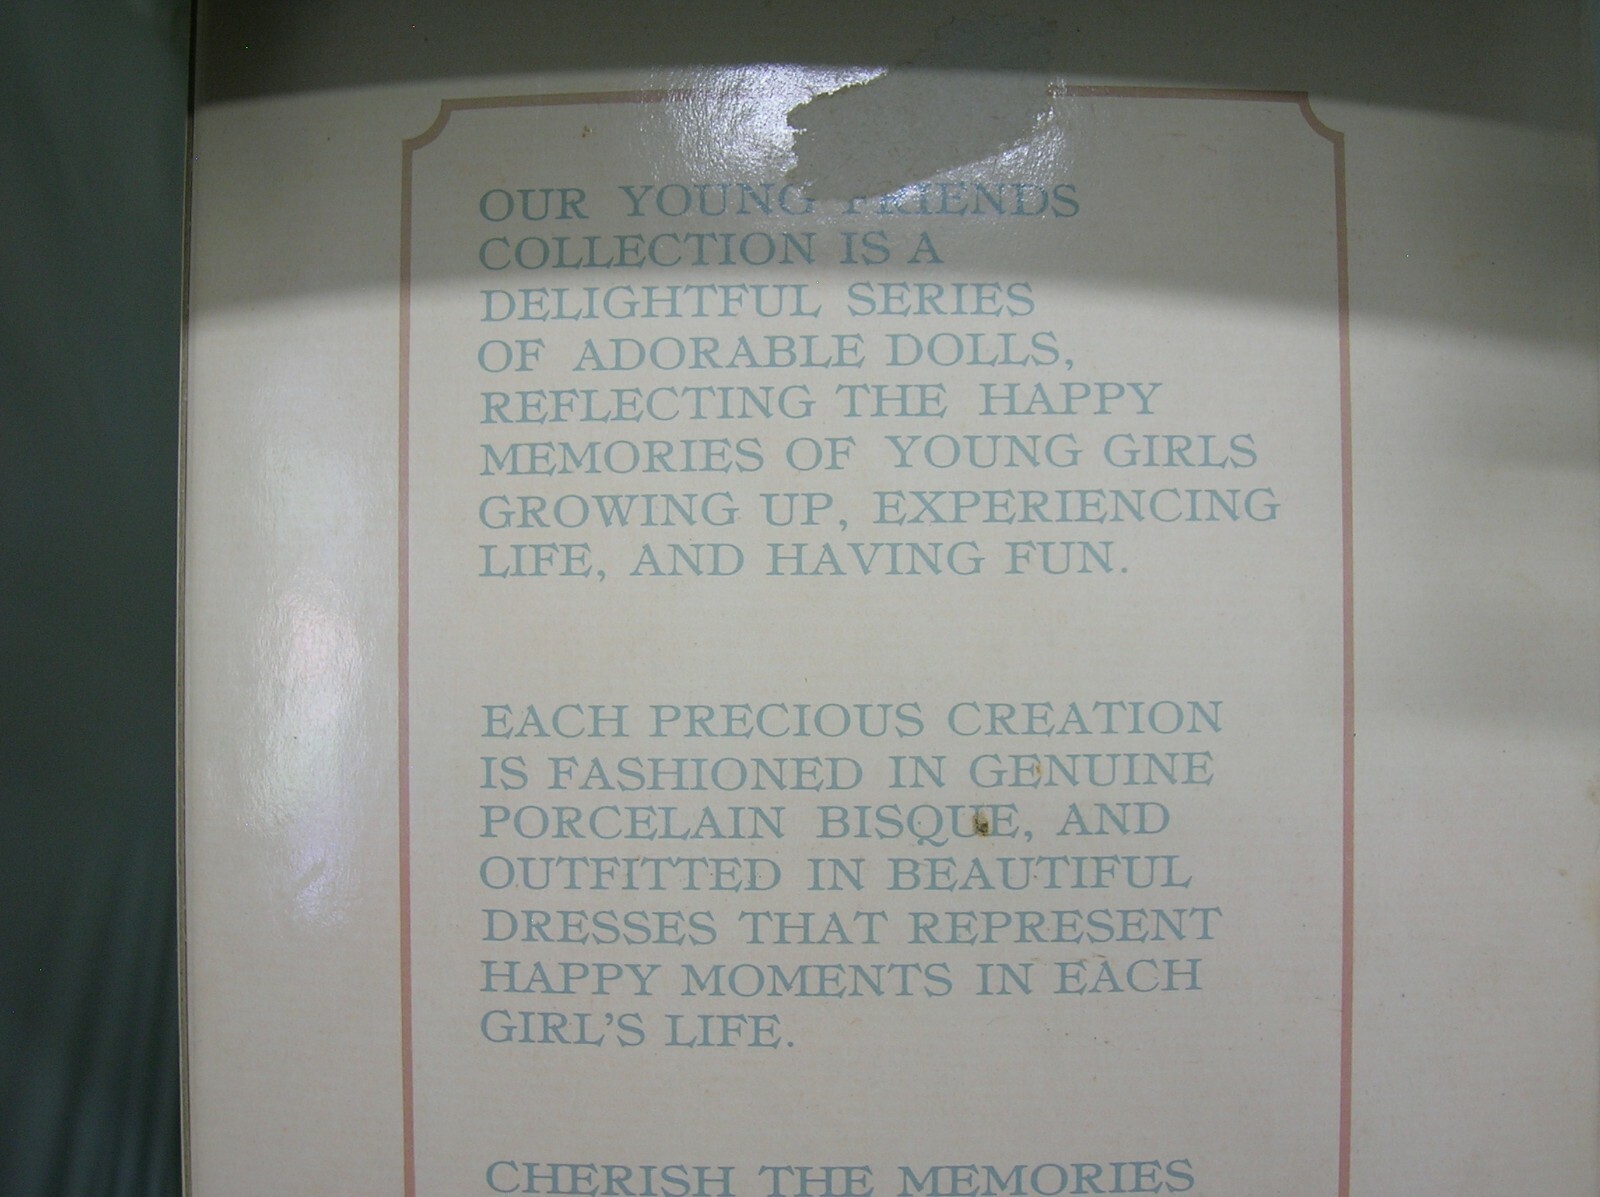 OUR YOUNG FRIENDS
COLLECTION IS A
DELIGHTFUL SERIES
OF ADORABLE DOLLS,
REFLECTING THE HAPPY
MEMORIES OF YOUNG GIRLS
GROWING UP, EXPERIENCING
LIFE, AND HAVING FUN.
EACH PRECIOUS CREATION
IS FASHIONED IN GENUINE
PORCELAIN BISQUE, AND
OUTFITTED IN BEAUTIFUL
DRESSES THAT REPRESENT
HAPPY MOMENTS IN EACH
GIRL'S LIFE.
CHERISH THE MEMORIES